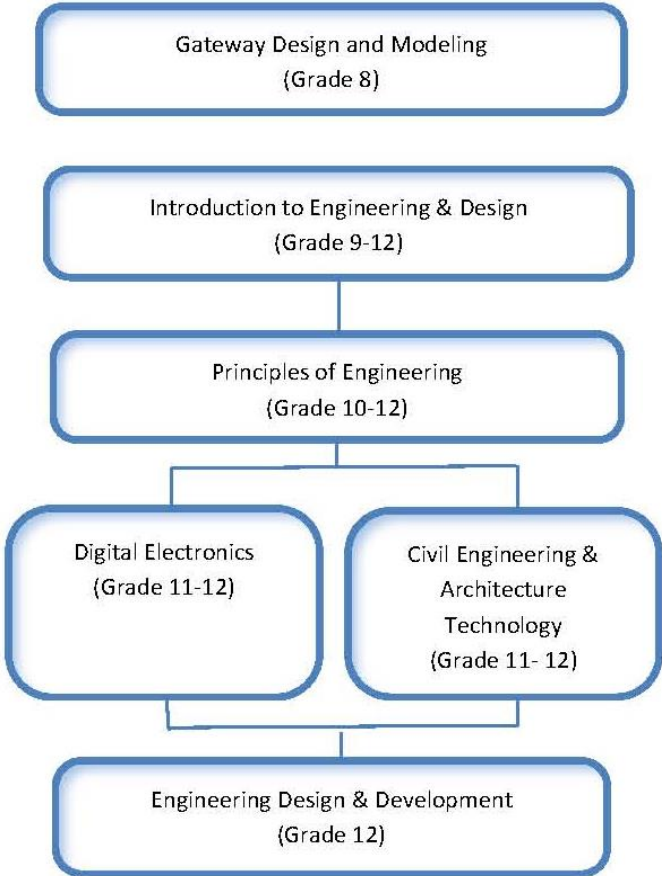 Gateway Design and Modeling
(Grade 8)
Introduction to Engineering & Design
(Grade 9-12)
Principles of Engineering
(Grade 10-12)
Digital Electronics
(Grade 11-12)
Civil Engineering &
Architecture
Technology
(Grade 11- 12)
Engineering Design & Development
(Grade 12)